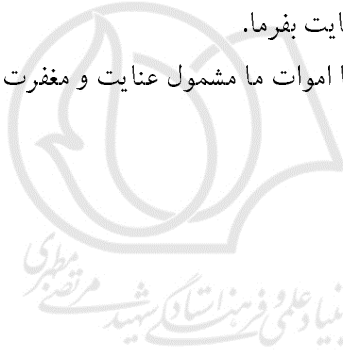 ایت بفرما.
ا اموات ما مشمول عنایت و مغفرت
بنیاد علمی و فرهنگی استاد شهید مرتضی مطهری